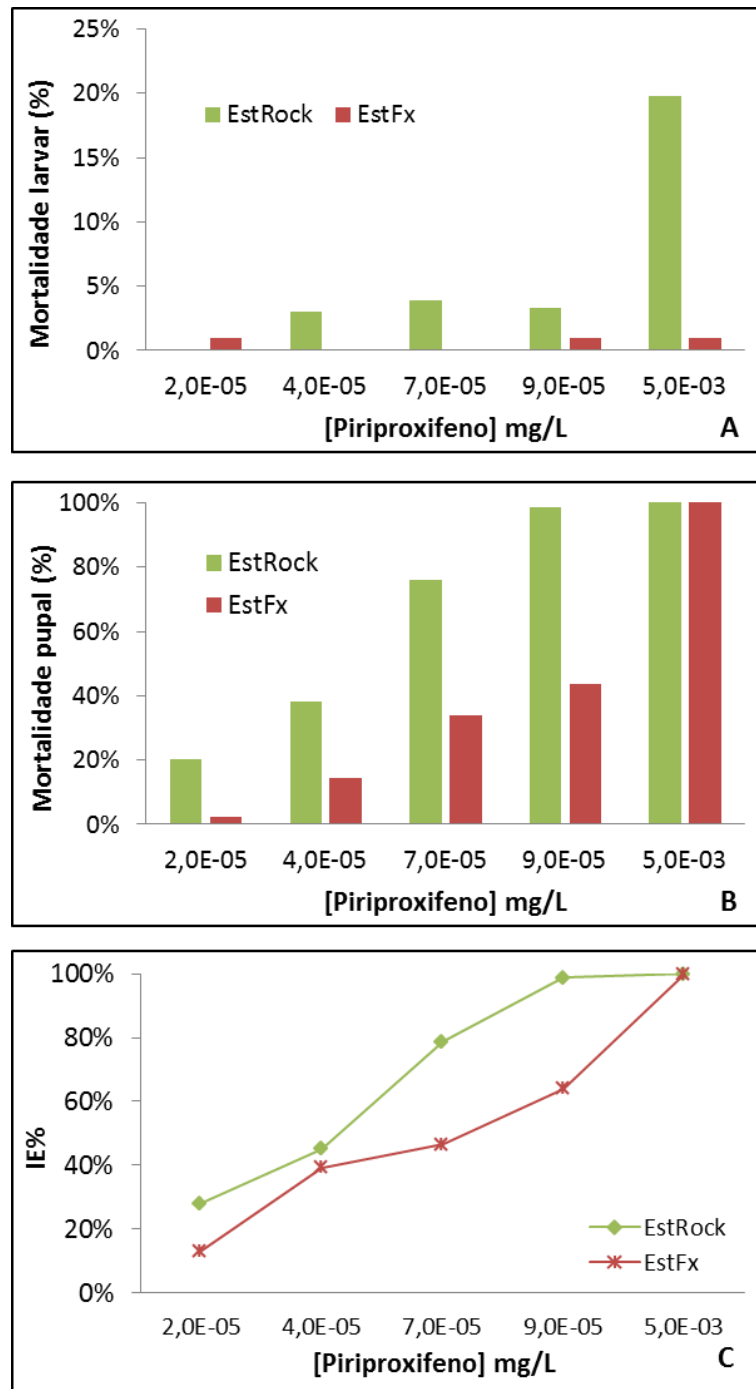 Mortalidade larvar (%)
25%
20%
15%
10%
5%
0%
EstRock EstFx
2,0E-05 4,0E-05 7,0E-05 9,0E-05 5,0E-03
[Piriproxifeno] mg/L
A
Mortalidade pupal (%)
100%
80%
60%
40%
20%
0%
EstRock
EstFx
2,0E-05 4,0E-05 7,0E-05 9,0E-05 5,0E-03
[Piriproxifeno] mg/L
B
IE%
100%
80%
60%
40%
20%
0%
EstRock
EstFx
2,0E-05 4,0E-05 7,0E-05 9,0E-05 5,0E-03
[Piriproxifeno] mg/L
C